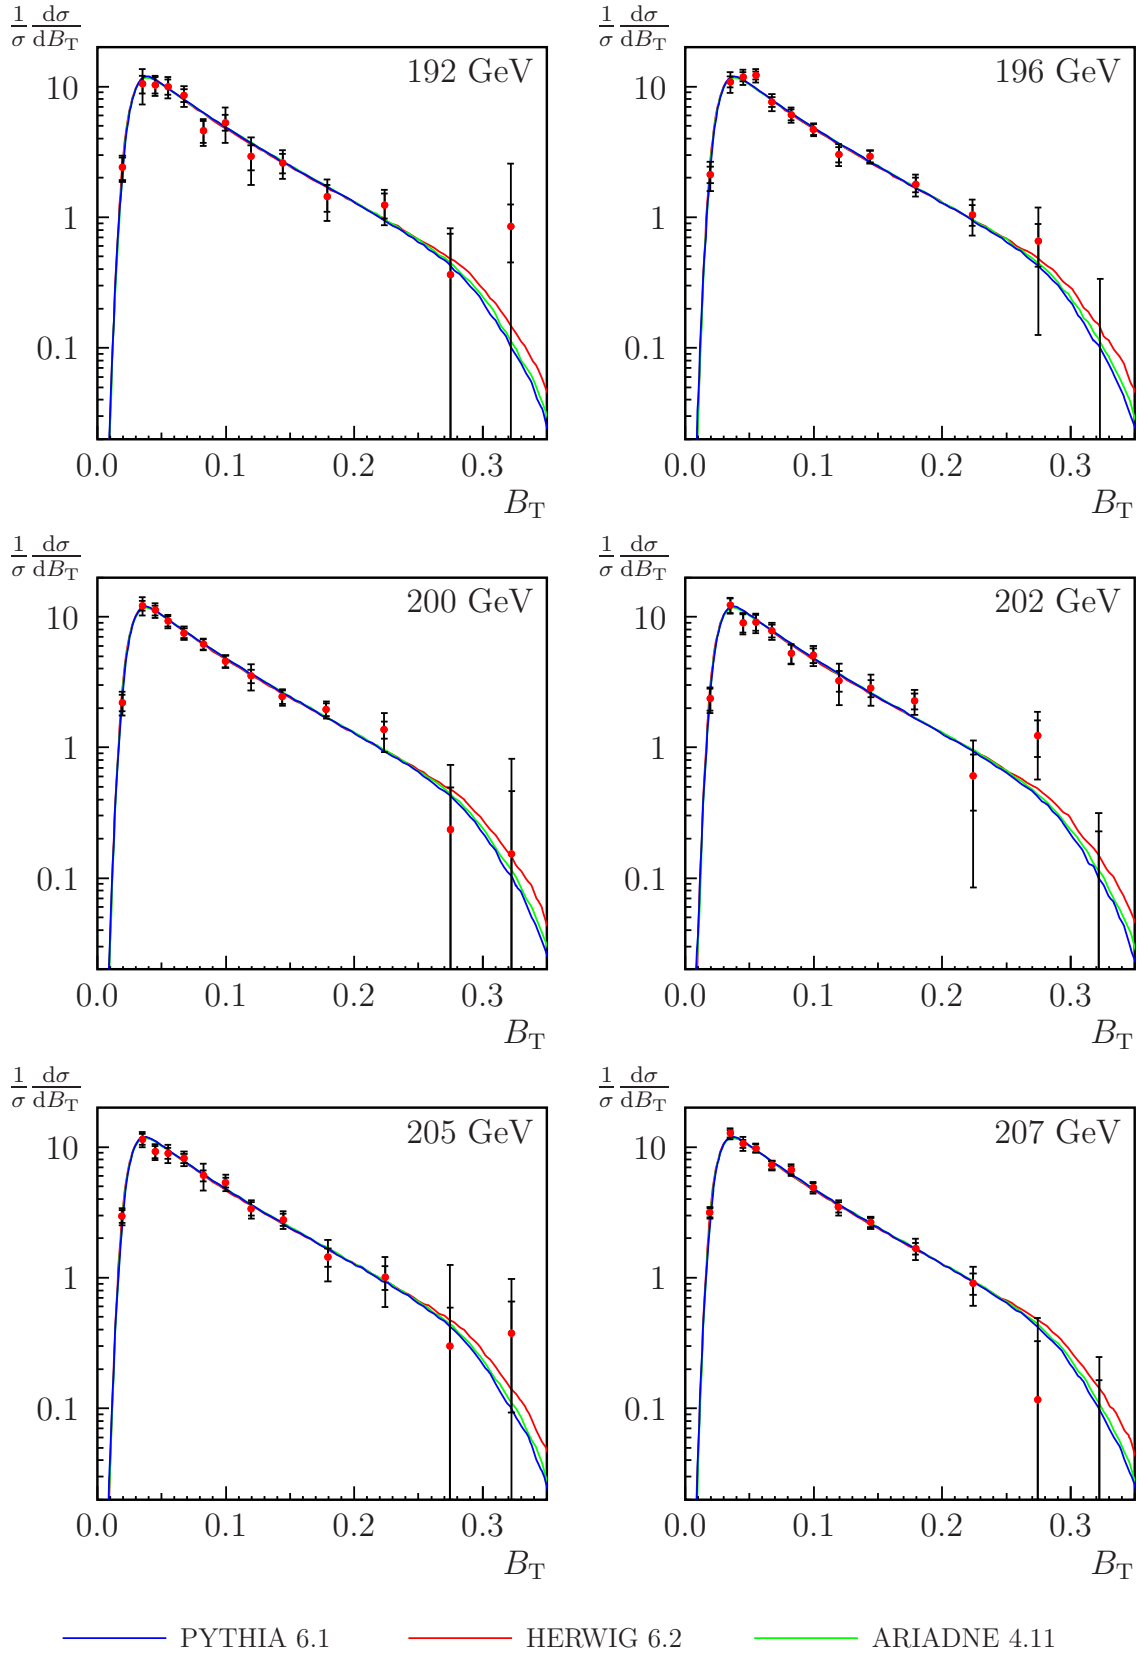 1/σ dσ/dB_T 192 GeV
10
1
0.1
0.0 0.1 0.2 0.3
B_T
1/σ dσ/dB_T 196 GeV
10
1
0.1
0.0 0.1 0.2 0.3
B_T
1/σ dσ/dB_T 200 GeV
10
1
0.1
0.0 0.1 0.2 0.3
B_T
1/σ dσ/dB_T 202 GeV
10
1
0.1
0.0 0.1 0.2 0.3
B_T
1/σ dσ/dB_T 205 GeV
10
1
0.1
0.0 0.1 0.2 0.3
B_T
1/σ dσ/dB_T 207 GeV
10
1
0.1
0.0 0.1 0.2 0.3
B_T
PYTHIA 6.1 HERWIG 6.2 ARIADNE 4.11